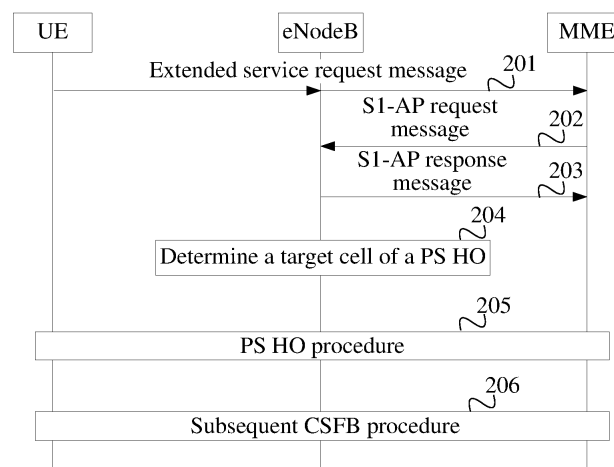 UE
eNodeB
MME
Extended service request message
201
S1-AP request
message
202
S1-AP response
message
203
204
Determine a target cell of a PS HO
205
PS HO procedure
206
Subsequent CSFB procedure